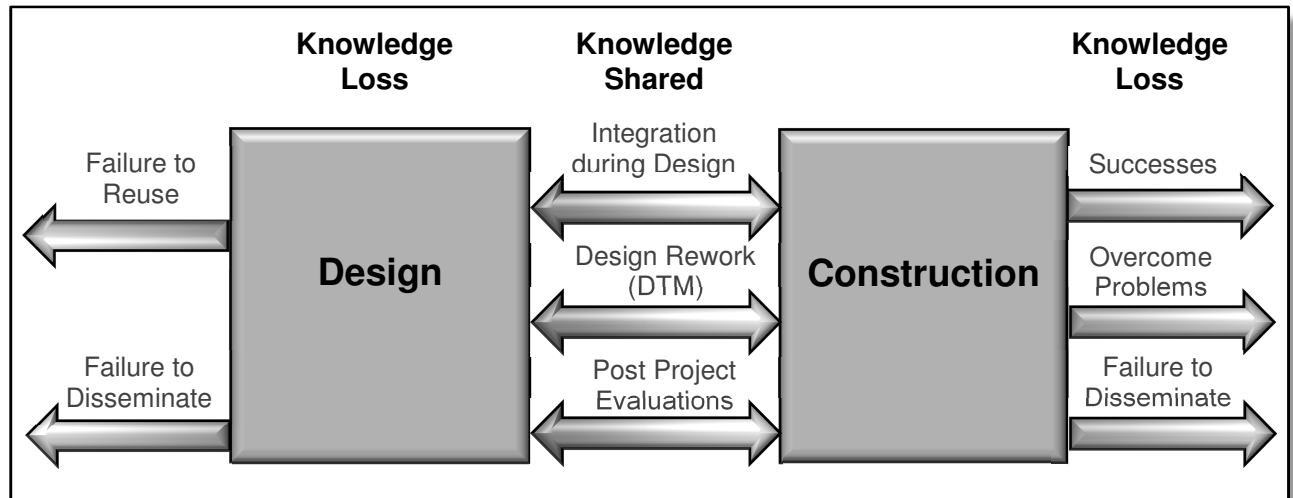 Knowledge
Loss
Knowledge
Shared
Knowledge
Loss
Failure to
Reuse
Failure to
Disseminate
Design
Integration
during Design
Design Rework
(DTM)
Post Project
Evaluations
Construction
Successes
Overcome
Problems
Failure to
Disseminate